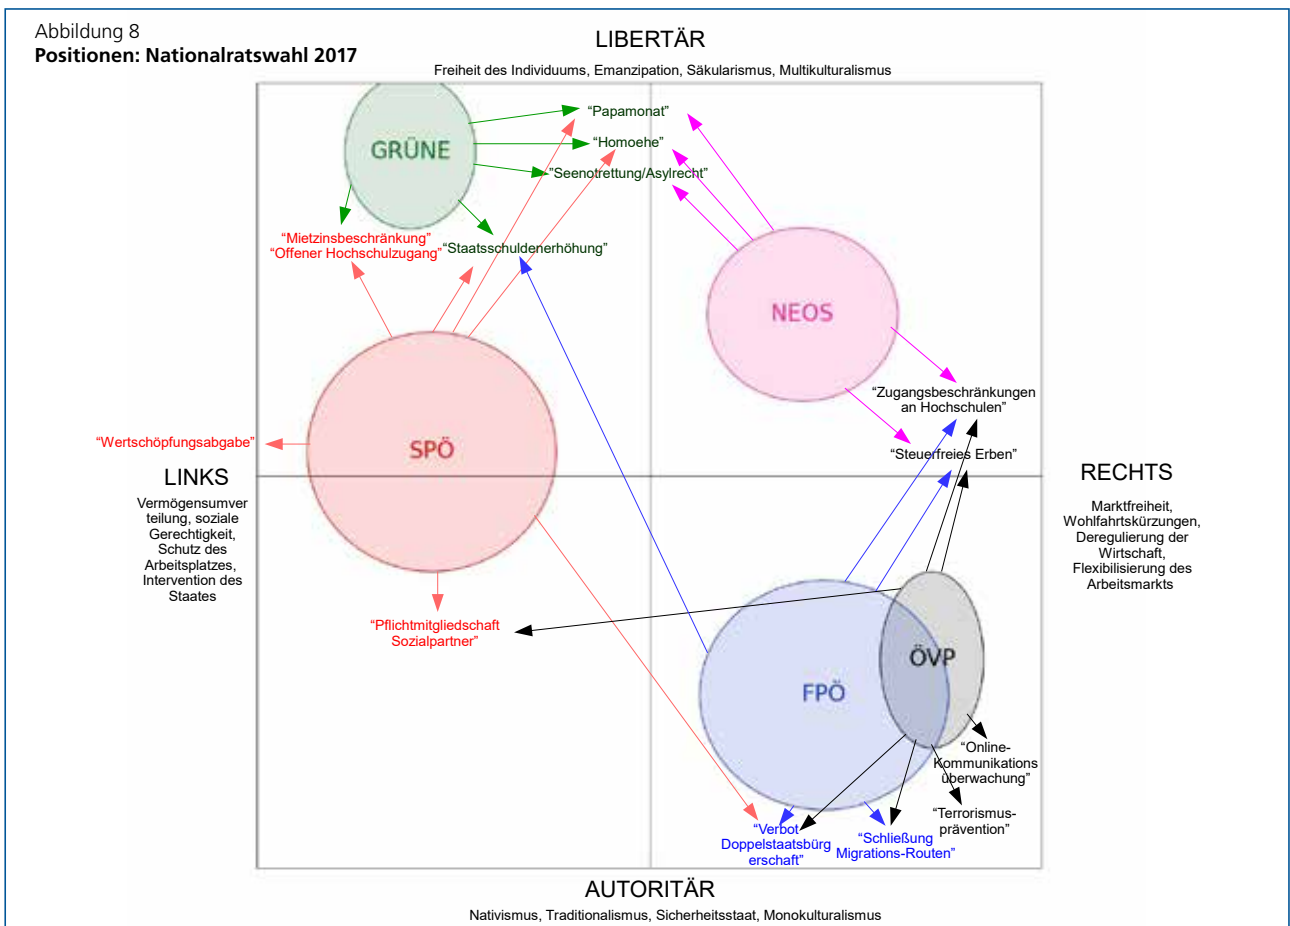 Abbildung 8
Positionen: Nationalratswahl 2017
LIBERTÄR
Freiheit des Individuums, Emanzipation, Säkularismus, Multikulturalismus
GRÜNE
“Papamonat”
“Homoehe”
“Seenotrettung/Asylrecht”
“Mietzinsbeschränkung”
“Offener Hochschulzugang”
“Staatsschuldenerhöhung”
NEOS
“Zugangsbeschränkungen
an Hochschulen”
“Steuerfreies Erben”
“Wertschöpfungsabgabe”
SPÖ
LINKS
Vermögensumver
teilung, soziale
Gerechtigkeit,
Schutz des
Arbeitsplatzes,
Intervention des
Staates
RECHTS
Marktfreiheit,
Wohlfahrtskürzungen,
Deregulierung der
Wirtschaft,
Flexibilisierung des
Arbeitsmarkts
“Pflichtmitgliedschaft
Sozialpartner”
FPÖ
ÖVP
“Online-
Kommunikations
überwachung”
“Terrorismus-
prävention”
“Verbot
Doppelstaatsbürg
erschaft”
“Schließung
Migrations-Routen”
AUTORITÄR
Nativismus, Traditionalismus, Sicherheitsstaat, Monokulturalismus